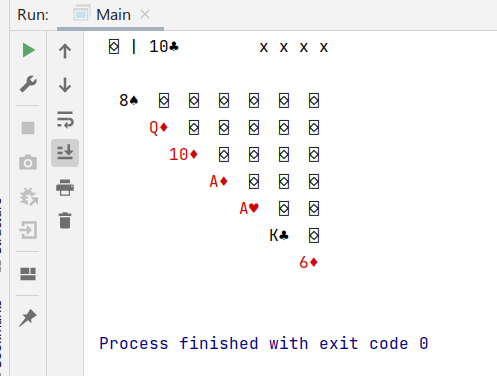 Run: Main
⌺ | 10♣ x x x x
8♠ ⌺ ⌺ ⌺ ⌺ ⌺ ⌺
Q♦ ⌺ ⌺ ⌺ ⌺ ⌺
10♦ ⌺ ⌺ ⌺ ⌺
A♦ ⌺ ⌺ ⌺
A♥ ⌺ ⌺
K♣ ⌺
6♦
Process finished with exit code 0